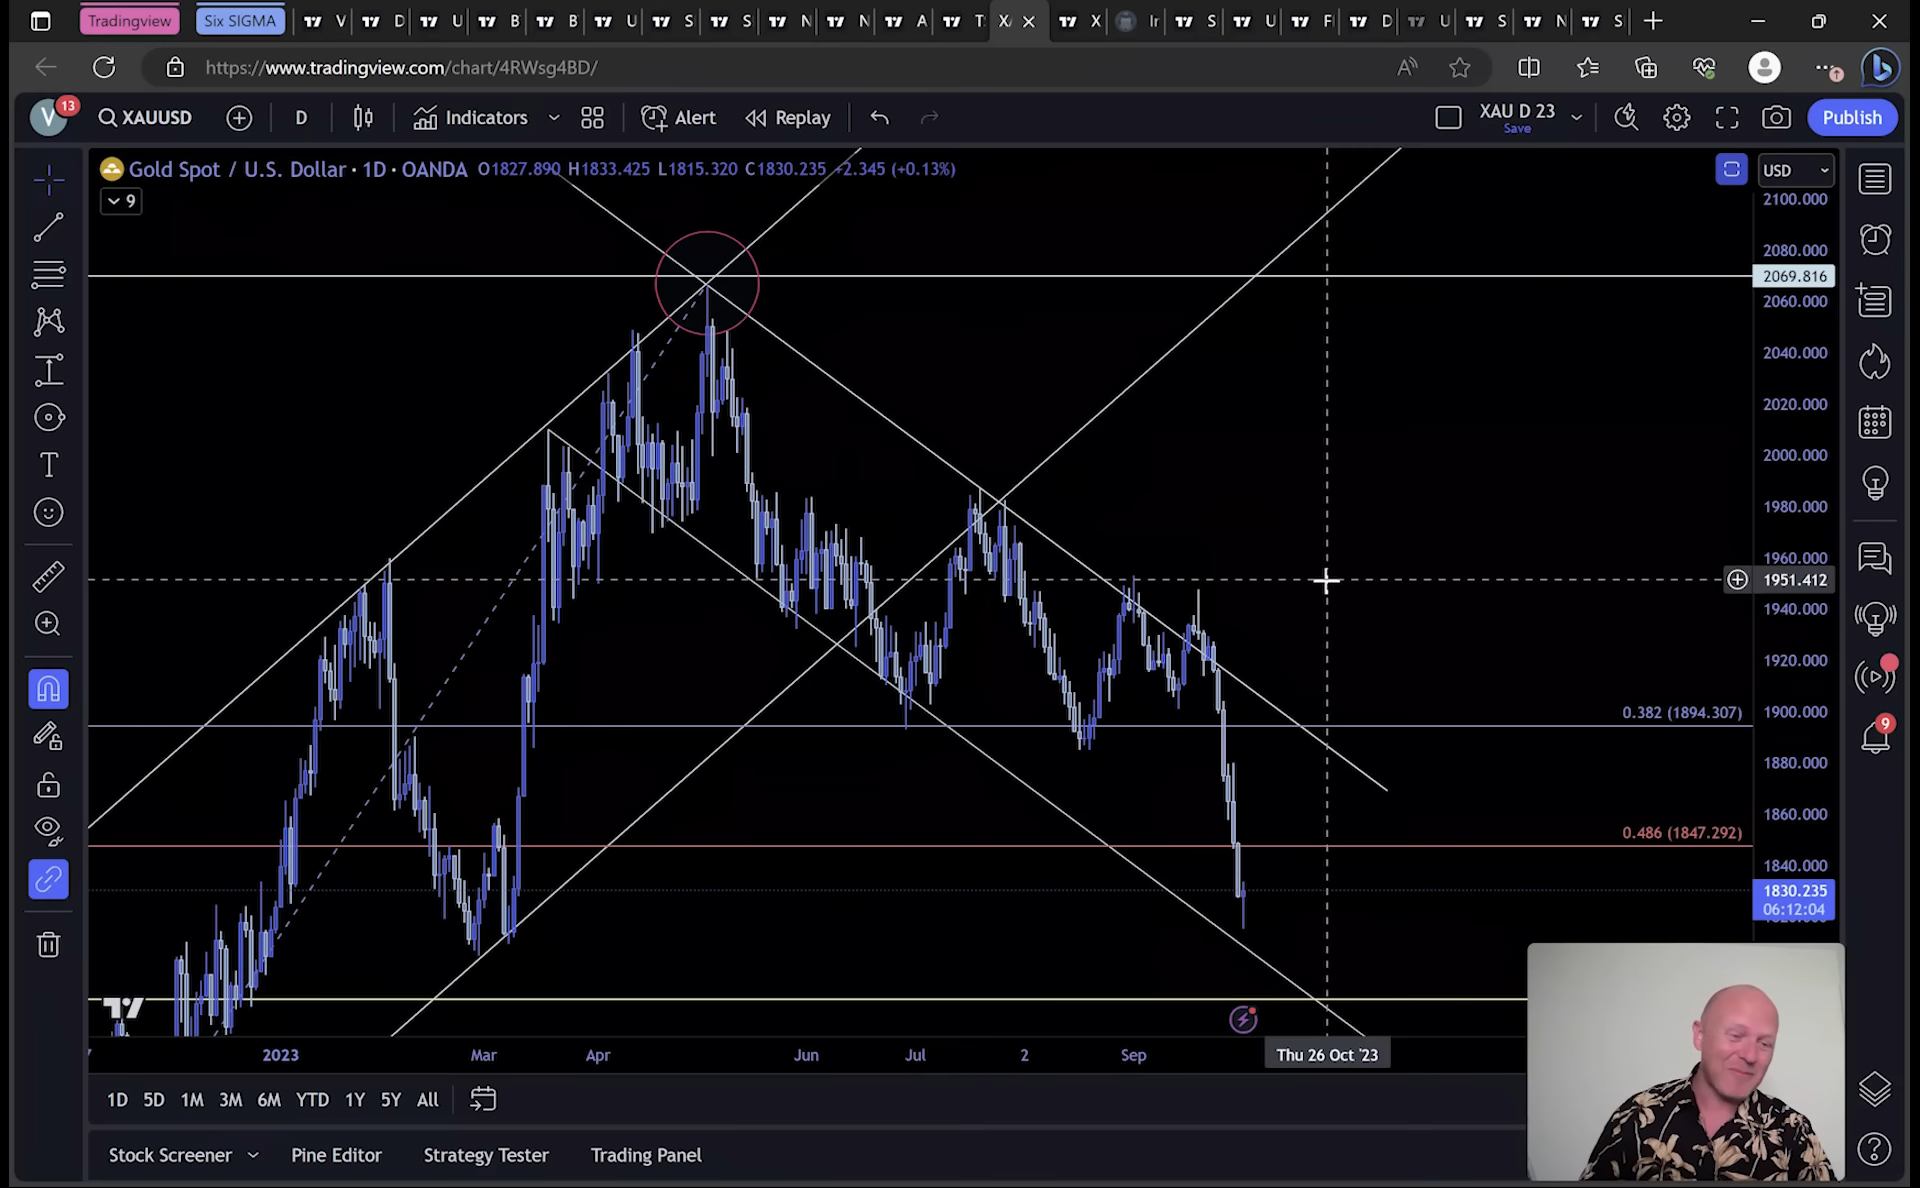 Tradingview Six SIGMA V D U B B U S S N N A T X X Ir S U F D U S N S
https://www.tradingview.com/chart/4RWsg4BD/
V 13 XAUUSD D Indicators Alert Replay XAU D 23 Save Publish
Gold Spot / U.S. Dollar · 1D · OANDA O1827.890 H1833.425 L1815.320 C1830.235 +2.345 (+0.13%)
USD
9
2100.000
2080.000
2069.816
2060.000
2040.000
2020.000
2000.000
1980.000
1960.000
1951.412
1940.000
1920.000
0.382 (1894.307)
1900.000
9
1880.000
1860.000
0.486 (1847.292)
1840.000
1830.235
06:12:04
2023 Mar Apr Jun Jul 2 Sep Thu 26 Oct '23
1D 5D 1M 3M 6M YTD 1Y 5Y All
Stock Screener Pine Editor Strategy Tester Trading Panel